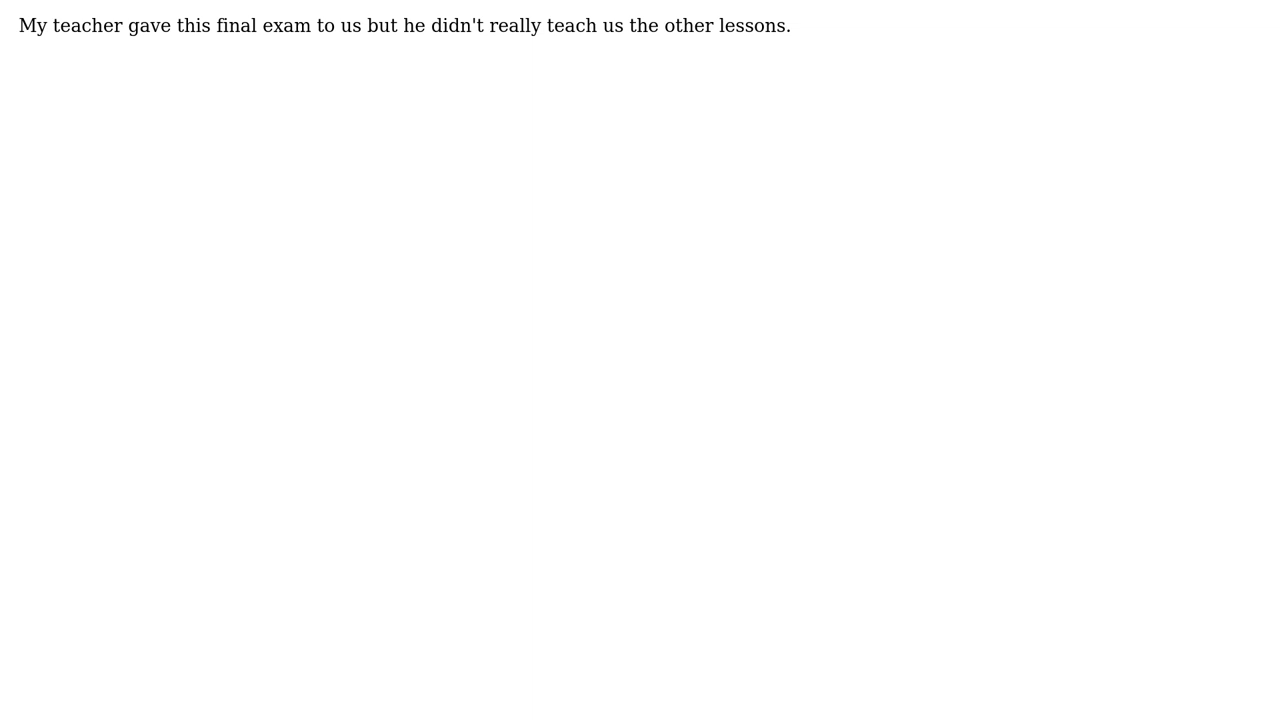 My teacher gave this final exam to us but he didn't really teach us the other lessons.